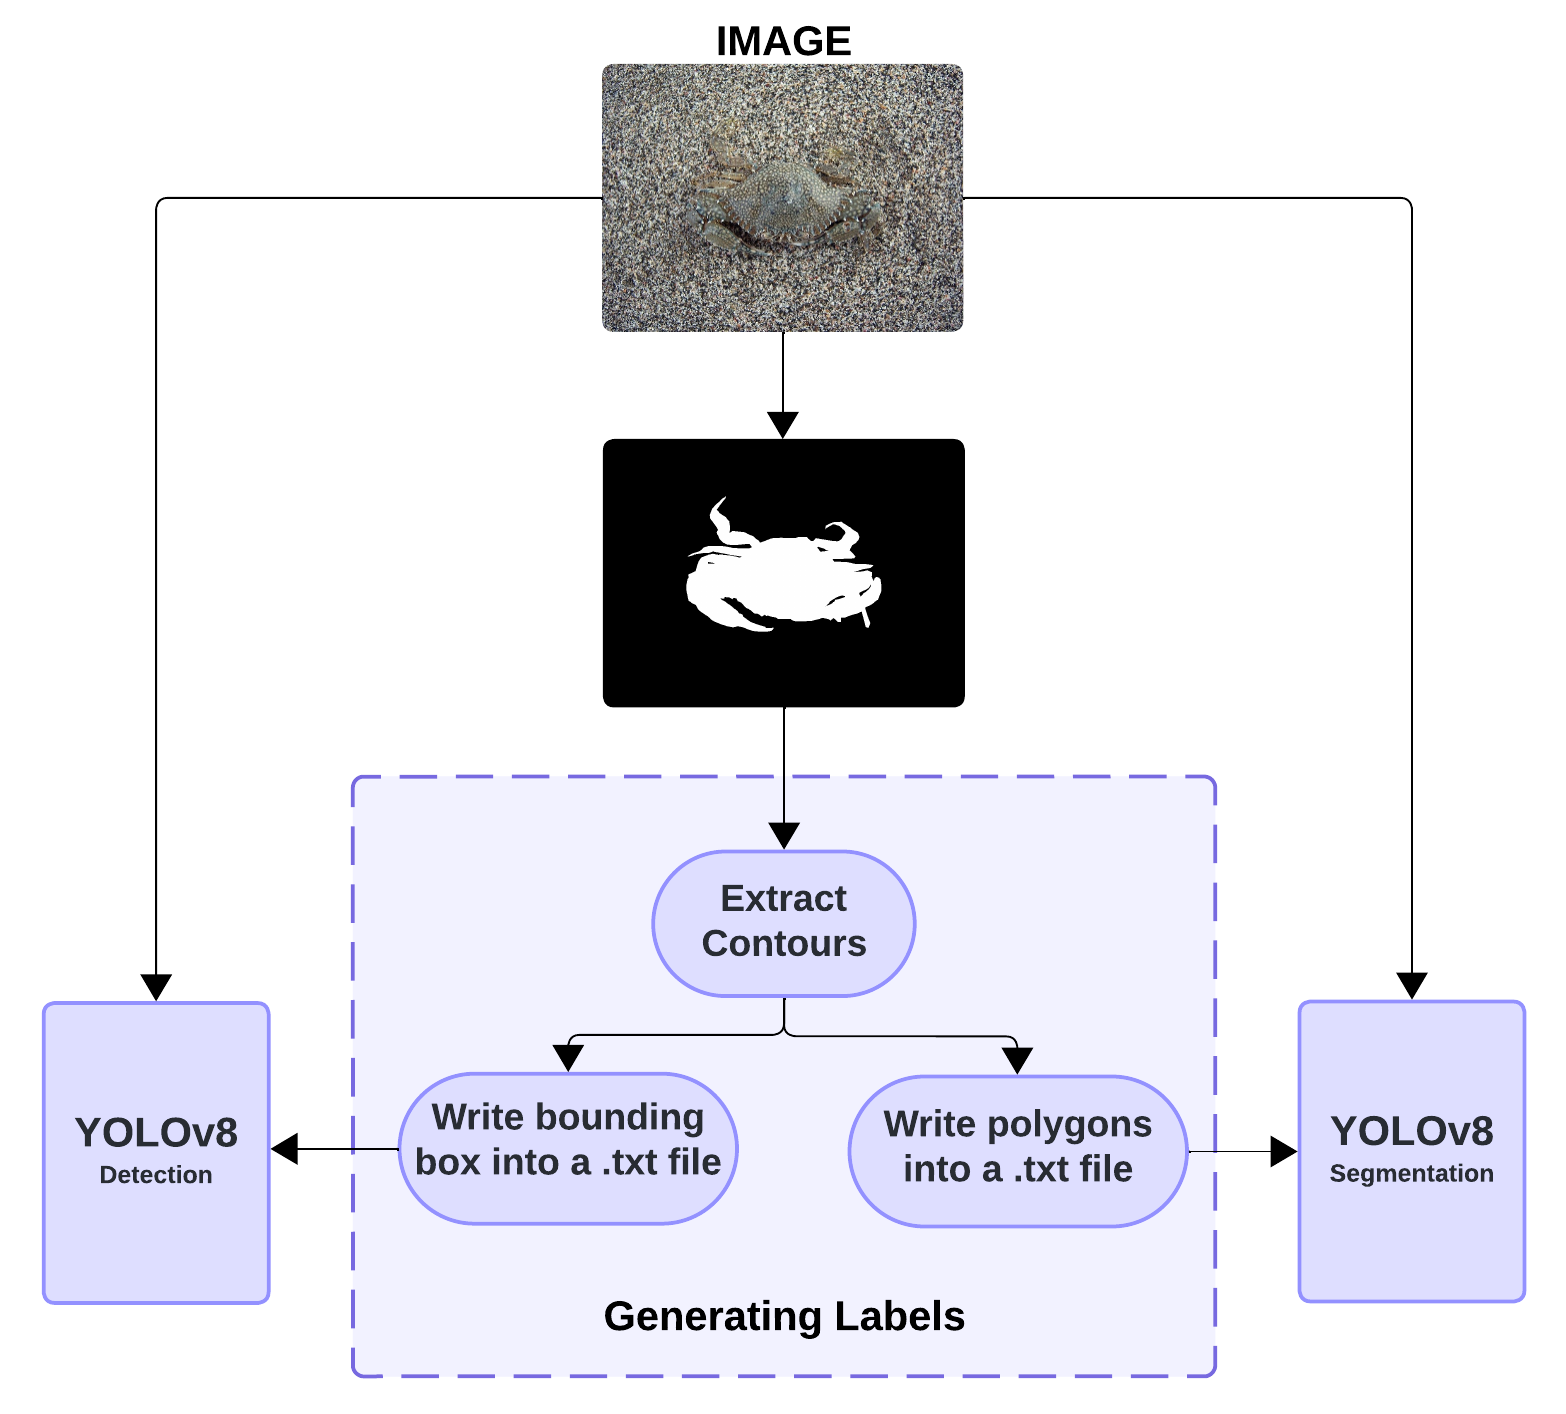 IMAGE
Extract
Contours
Write bounding
box into a .txt file
Write polygons
into a .txt file
YOLOv8
Detection
YOLOv8
Segmentation
Generating Labels